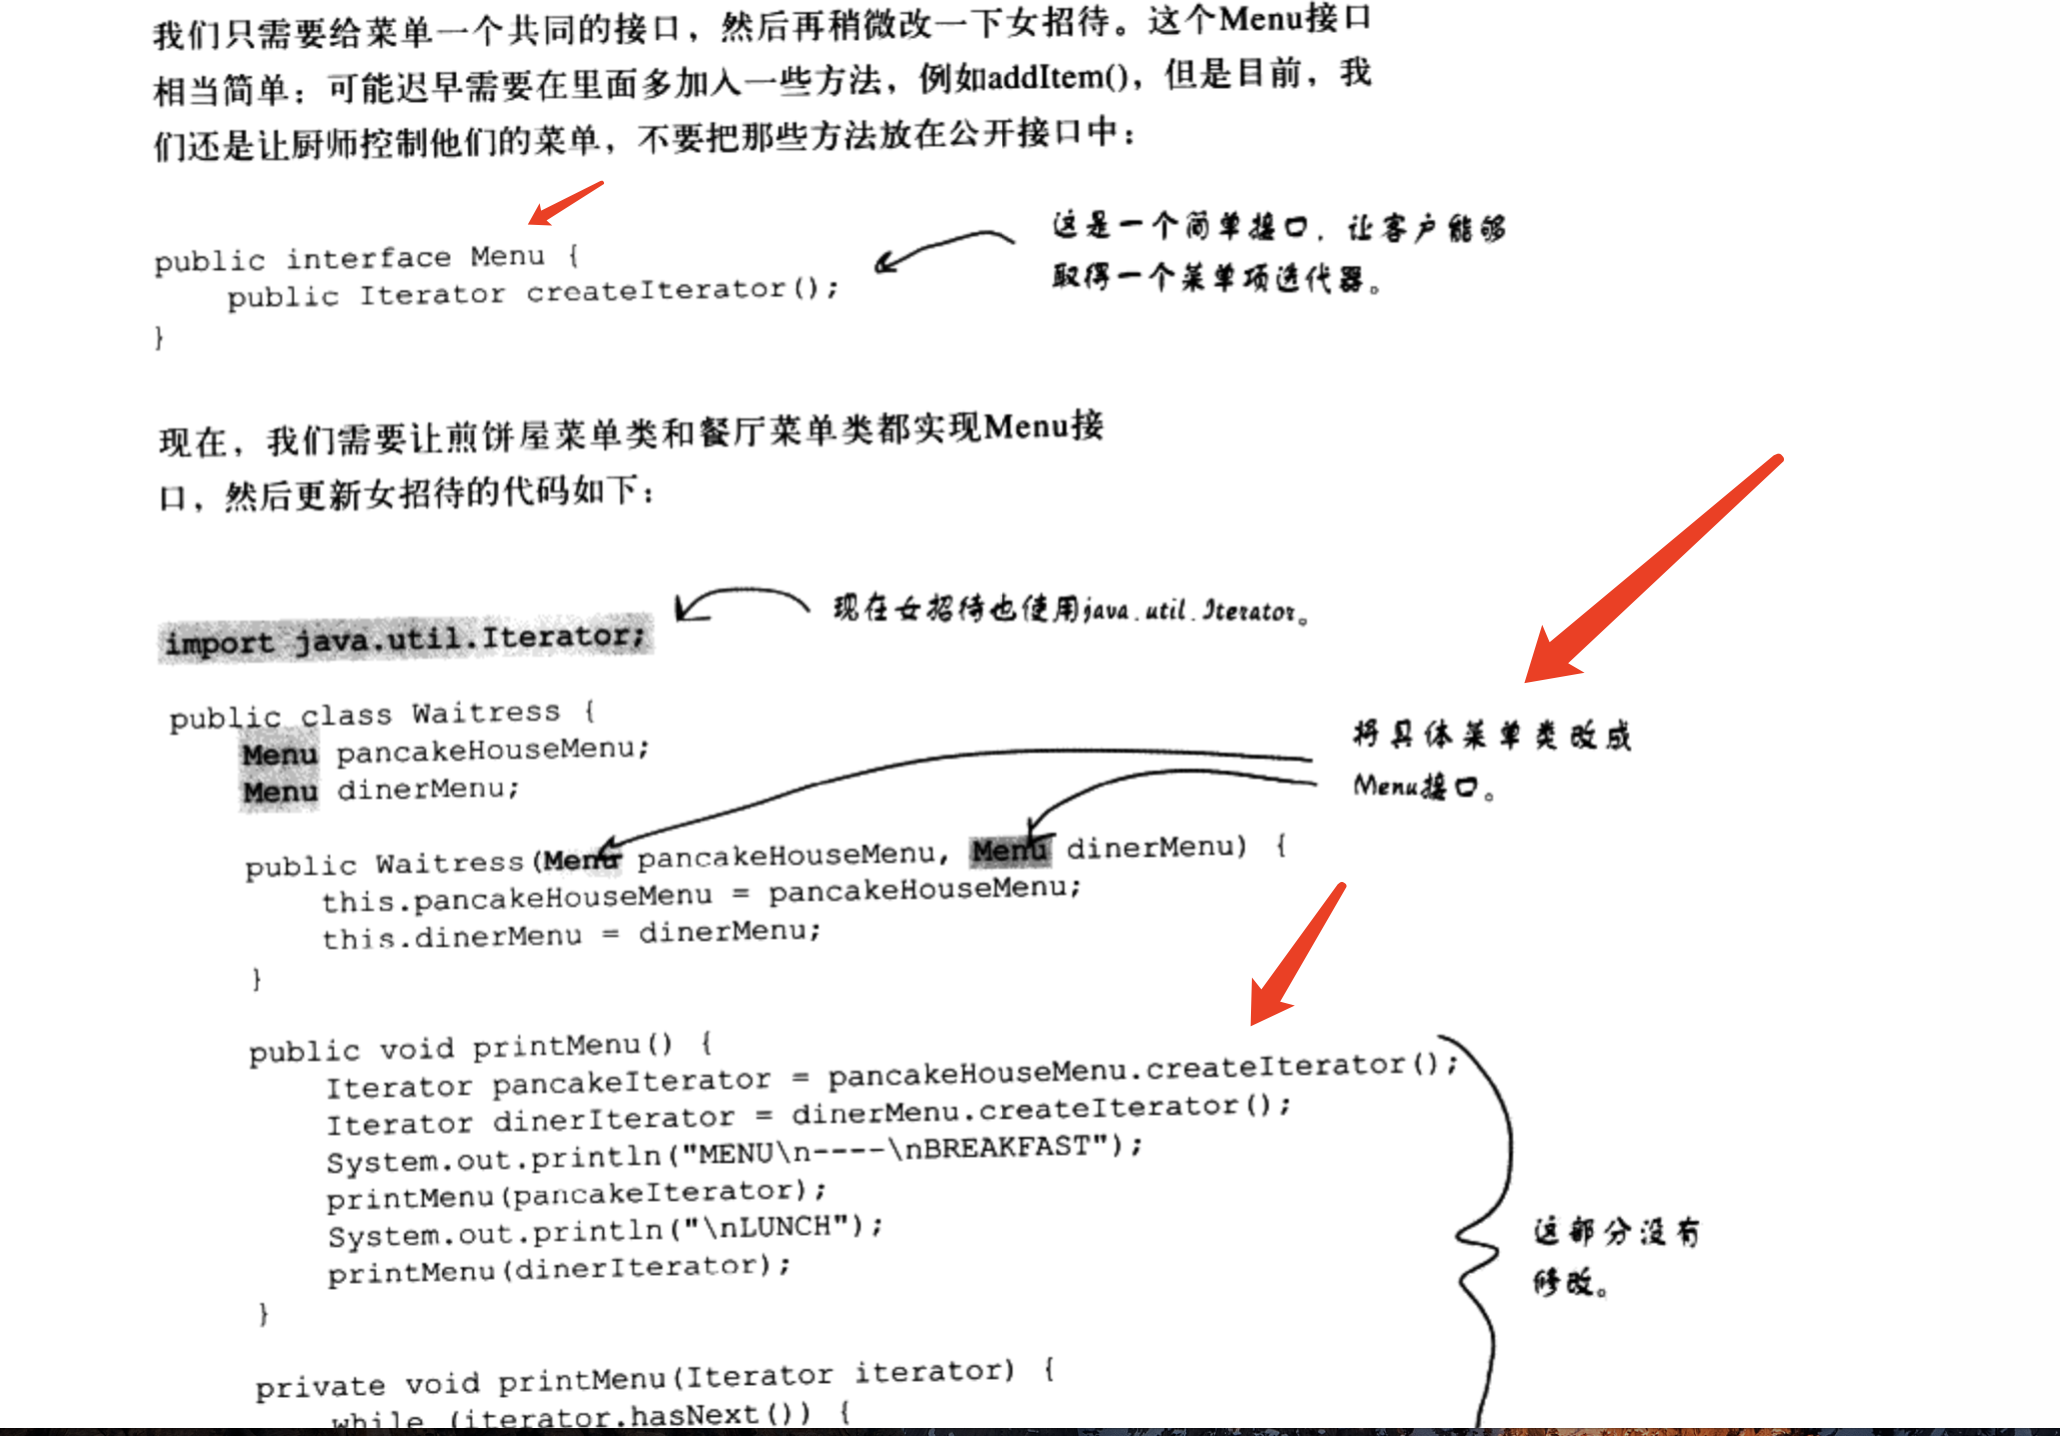 我们只需要给菜单一个共同的接口，然后再稍微改一下女招待。这个Menu接口
相当简单：可能迟早需要在里面多加入一些方法，例如addItem()，但是目前，我
们还是让厨师控制他们的菜单，不要把那些方法放在公开接口中：
public interface Menu {
public Iterator createIterator();
}
这是一个简单接口，让客户能够
取得一个菜单项迭代器。
现在，我们需要让煎饼屋菜单类和餐厅菜单类都实现Menu接
口，然后更新女招待的代码如下：
import java.util.Iterator;
现在女招待也使用java.util.Iterator。
public class Waitress {
Menu pancakeHouseMenu;
Menu dinerMenu;
将具体菜单类改成
Menu接口。
public Waitress(Menu pancakeHouseMenu, Menu dinerMenu) {
this.pancakeHouseMenu = pancakeHouseMenu;
this.dinerMenu = dinerMenu;
}
public void printMenu() {
Iterator pancakeIterator = pancakeHouseMenu.createIterator();
Iterator dinerIterator = dinerMenu.createIterator();
System.out.println("MENU\n----\nBREAKFAST");
printMenu(pancakeIterator);
System.out.println("\nLUNCH");
printMenu(dinerIterator);
}
这部分没有
修改。
private void printMenu(Iterator iterator) {
while (iterator.hasNext()) {